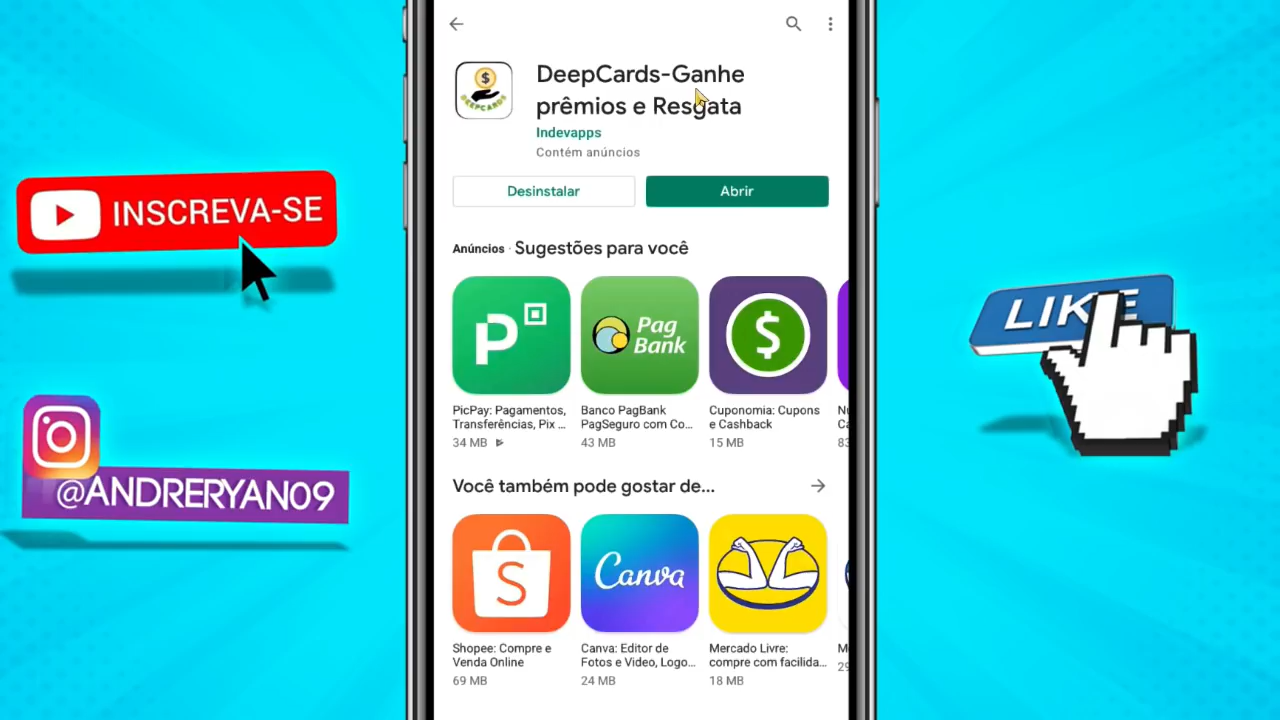 DeepCards-Ganhe
prêmios e Resgata
Indevapps
Contém anúncios
Desinstalar
Abrir
INSCREVA-SE
@ANDRERYAN09
LIKE
DEEPCARDS
Anúncios · Sugestões para você
Pag
Bank
PicPay: Pagamentos,
Transferências, Pix ...
34 MB
Banco PagBank
PagSeguro com Co...
43 MB
Cuponomia: Cupons
e Cashback
15 MB
Você também pode gostar de...
Canva
Shopee: Compre e
Venda Online
69 MB
Canva: Editor de
Fotos e Video, Logo...
24 MB
Mercado Livre:
compre com facilida...
18 MB